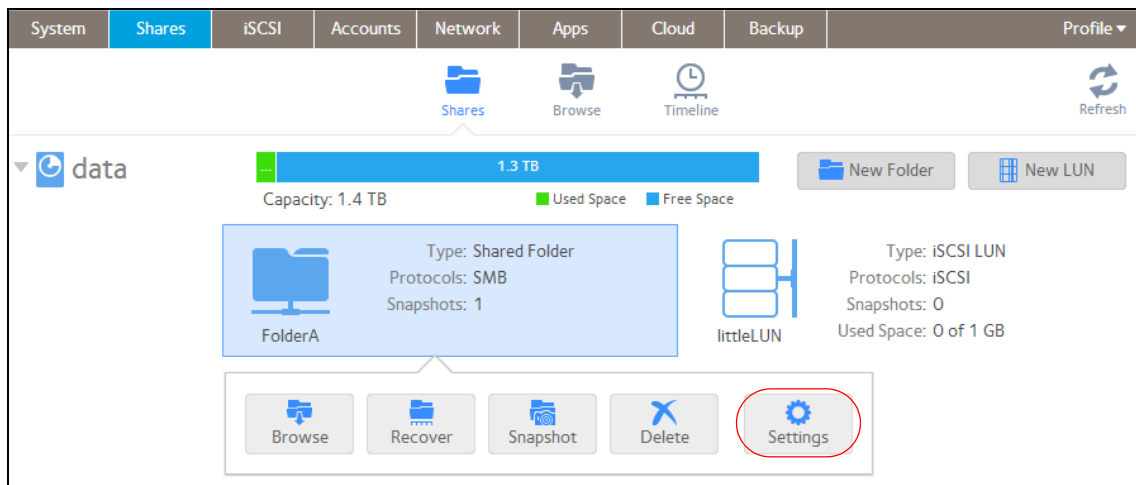 System Shares iSCSI Accounts Network Apps Cloud Backup Profile
Shares Browse Timeline Refresh
data ... 1.3 TB New Folder New LUN
Capacity: 1.4 TB Used Space Free Space
Type: Shared Folder
Protocols: SMB
Snapshots: 1
FolderA
Type: iSCSI LUN
Protocols: iSCSI
Snapshots: 0
Used Space: 0 of 1 GB
littleLUN
Browse Recover Snapshot Delete Settings